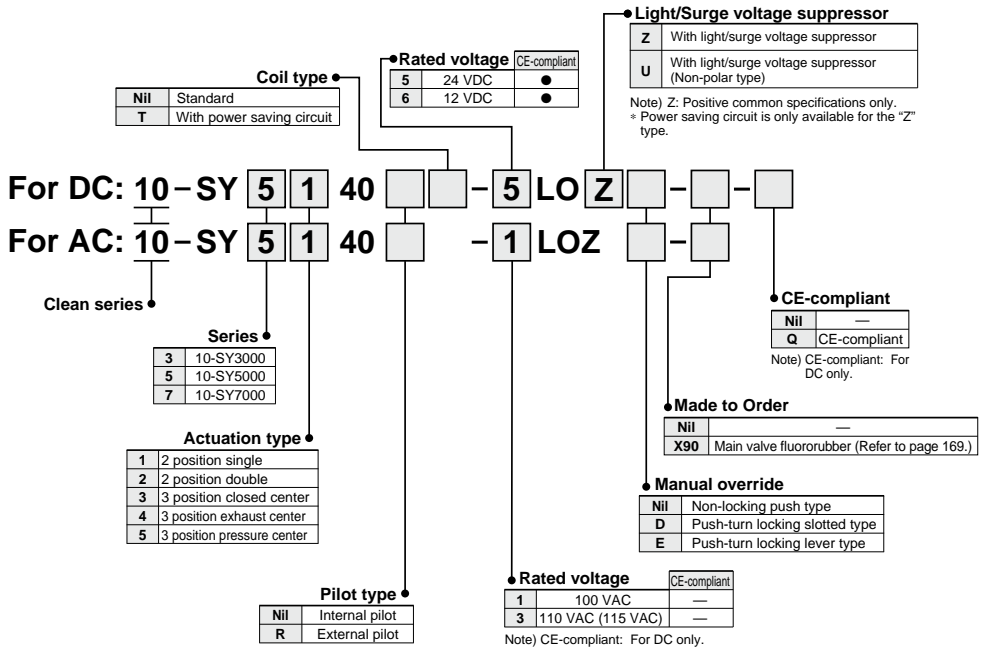 Light/Surge voltage suppressor
Z With light/surge voltage suppressor
U With light/surge voltage suppressor
(Non-polar type)
Note) Z: Positive common specifications only.
* Power saving circuit is only available for the “Z”
type.
Rated voltage CE-compliant
5 24 VDC ●
6 12 VDC ●
Coil type
Nil Standard
T With power saving circuit
For DC: 10-SY 5 1 40 - 5 LO Z - -
For AC: 10-SY 5 1 40 - 1 LOZ -
Clean series
Series
3 10-SY3000
5 10-SY5000
7 10-SY7000
Actuation type
1 2 position single
2 2 position double
3 3 position closed center
4 3 position exhaust center
5 3 position pressure center
Pilot type
Nil Internal pilot
R External pilot
CE-compliant
Nil —
Q CE-compliant
Note) CE-compliant: For
DC only.
Made to Order
Nil —
X90 Main valve fluororubber (Refer to page 169.)
Manual override
Nil Non-locking push type
D Push-turn locking slotted type
E Push-turn locking lever type
Rated voltage CE-compliant
1 100 VAC —
3 110 VAC (115 VAC) —
Note) CE-compliant: For DC only.